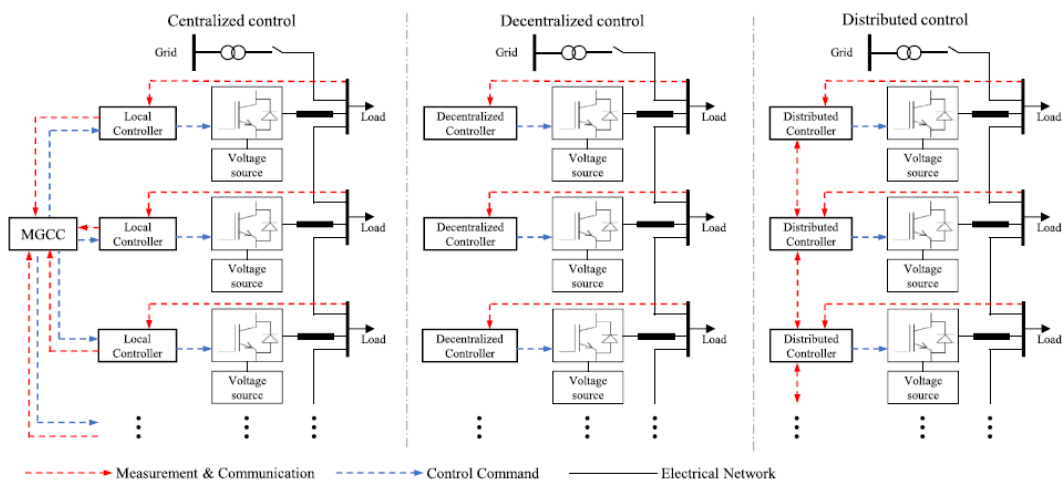 Centralized control
Decentralized control
Distributed control
Grid
Grid
Grid
Local
Controller
Load
Voltage
source
Decentralized
Controller
Load
Voltage
source
Distributed
Controller
Load
Voltage
source
MGCC
Local
Controller
Load
Voltage
source
Decentralized
Controller
Load
Voltage
source
Distributed
Controller
Load
Voltage
source
Local
Controller
Load
Voltage
source
Decentralized
Controller
Load
Voltage
source
Distributed
Controller
Load
Voltage
source
Measurement & Communication
Control Command
Electrical Network